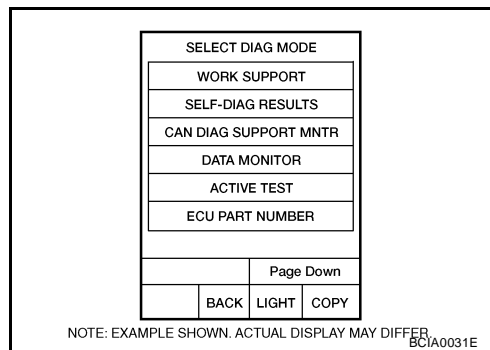 SELECT DIAG MODE
WORK SUPPORT
SELF-DIAG RESULTS
CAN DIAG SUPPORT MNTR
DATA MONITOR
ACTIVE TEST
ECU PART NUMBER
Page Down
BACK LIGHT COPY
NOTE: EXAMPLE SHOWN. ACTUAL DISPLAY MAY DIFFER.
BCIA0031E